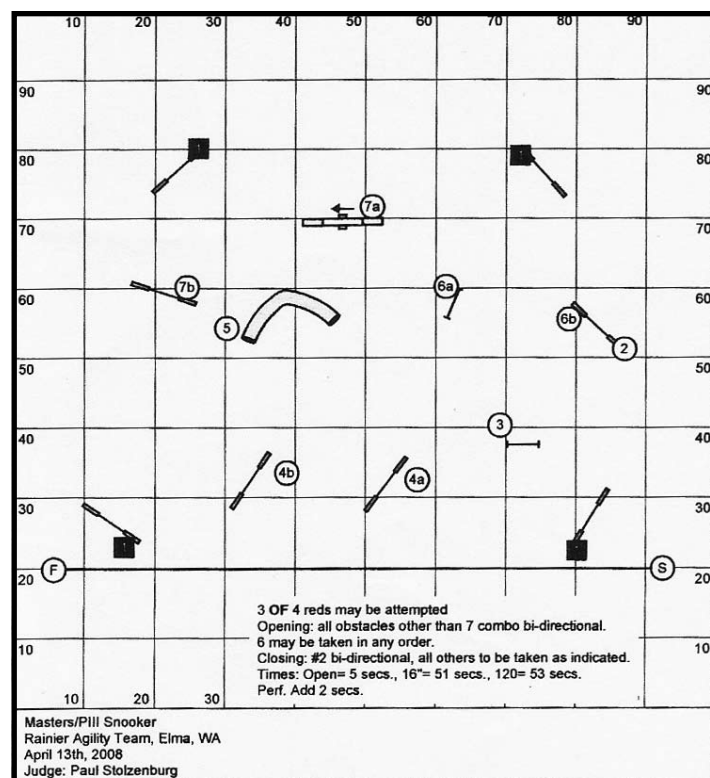 10 20 30 40 50 60 70 80 90
90 90
80 80
7a
70 70
7b 6a
60 60
5 6b 2
50 50
3
40 40
4b 4a
30 30
F S
20 20
3 OF 4 reds may be attempted
Opening: all obstacles other than 7 combo bi-directional.
10 6 may be taken in any order. 10
Closing: #2 bi-directional, all others to be taken as indicated.
Times: Open= 5 secs., 16"= 51 secs., 120= 53 secs.
Perf. Add 2 secs.
10 20 30
Masters/PIII Snooker
Rainier Agility Team, Elma, WA
April 13th, 2008
Judge: Paul Stolzenburg